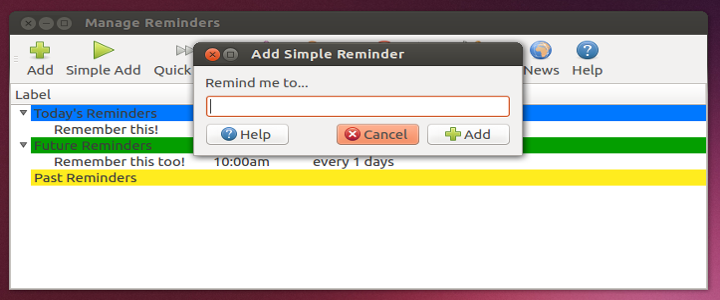 Manage Reminders
Add Simple Reminder
Add Simple Add Quick News Help
Remind me to...
Label
Today's Reminders
Help Cancel Add
Remember this!
Future Reminders
Remember this too! 10:00am every 1 days
Past Reminders